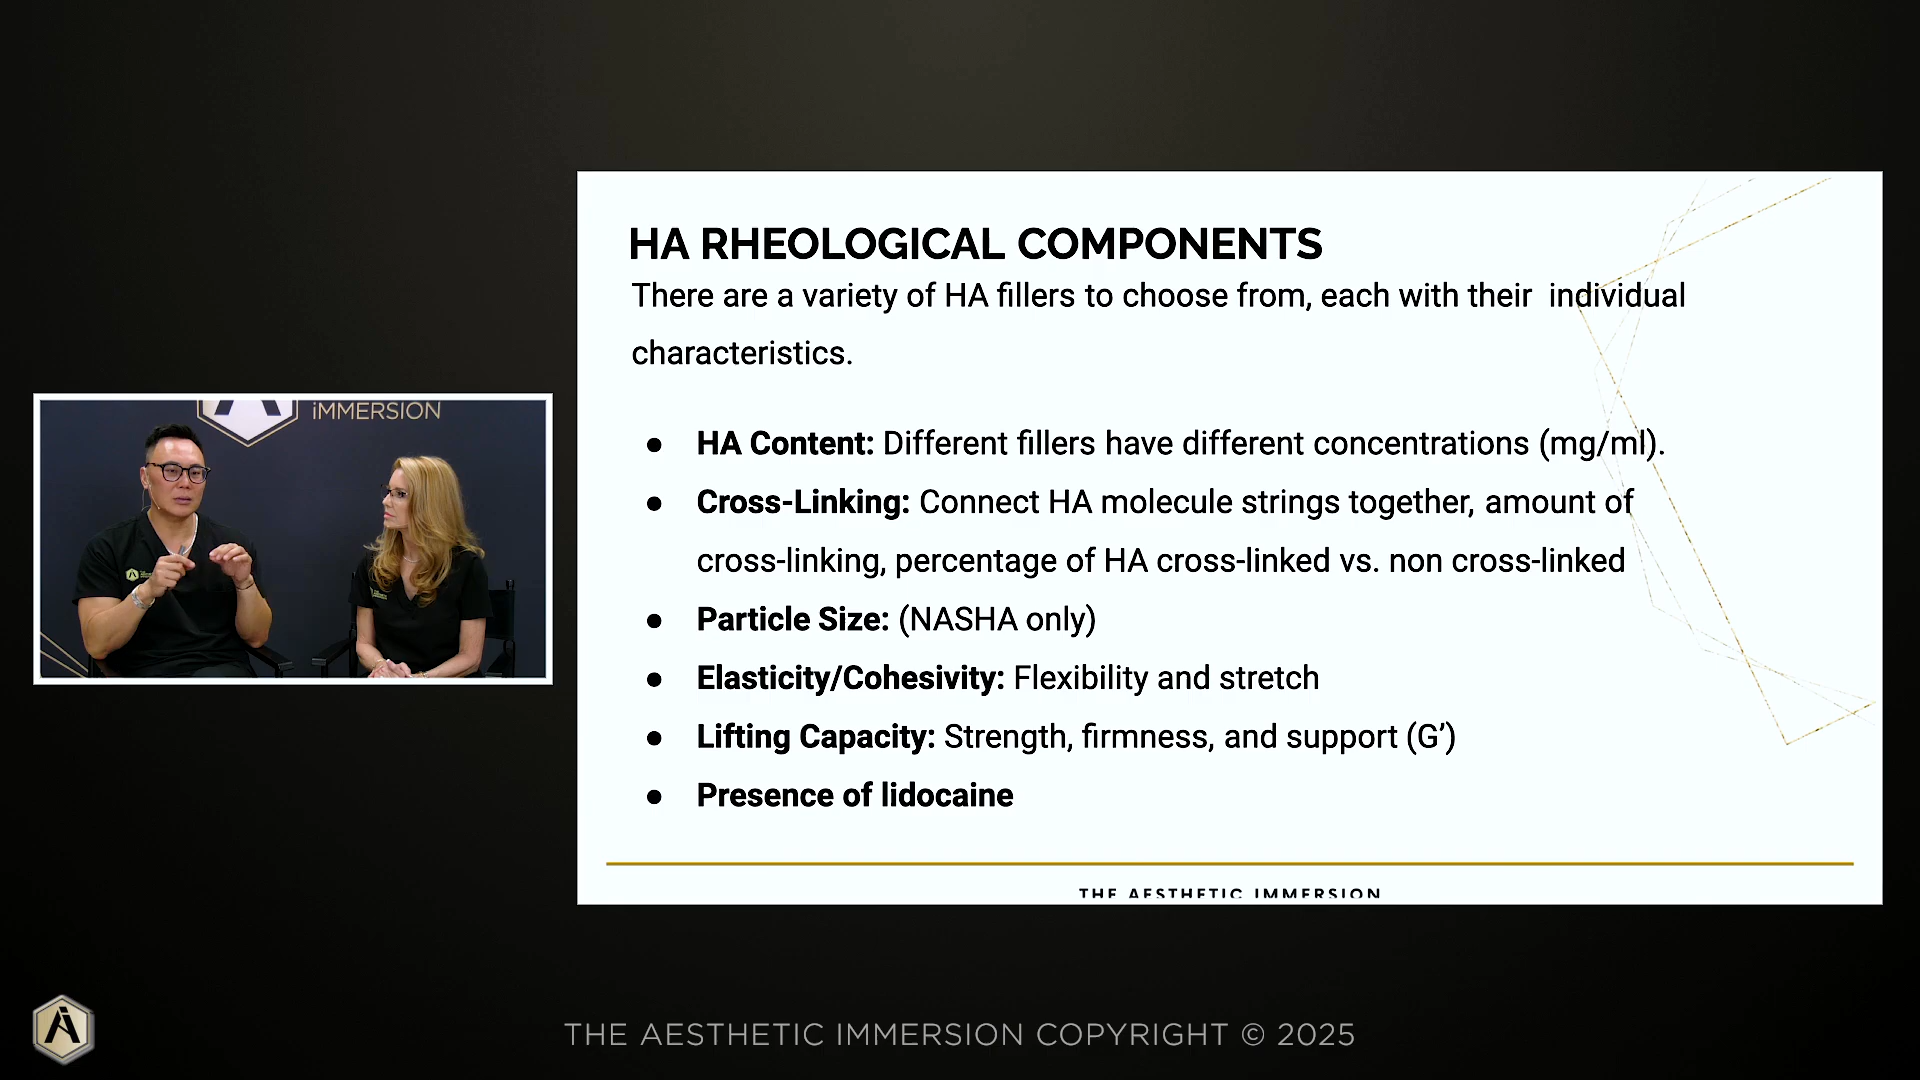 iMMERSION
HA RHEOLOGICAL COMPONENTS
There are a variety of HA fillers to choose from, each with their individual
characteristics.
● HA Content: Different fillers have different concentrations (mg/ml).
● Cross-Linking: Connect HA molecule strings together, amount of
cross-linking, percentage of HA cross-linked vs. non cross-linked
● Particle Size: (NASHA only)
● Elasticity/Cohesivity: Flexibility and stretch
● Lifting Capacity: Strength, firmness, and support (G’)
● Presence of lidocaine
THE AESTHETIC IMMERSION
THE AESTHETIC IMMERSION COPYRIGHT © 2025